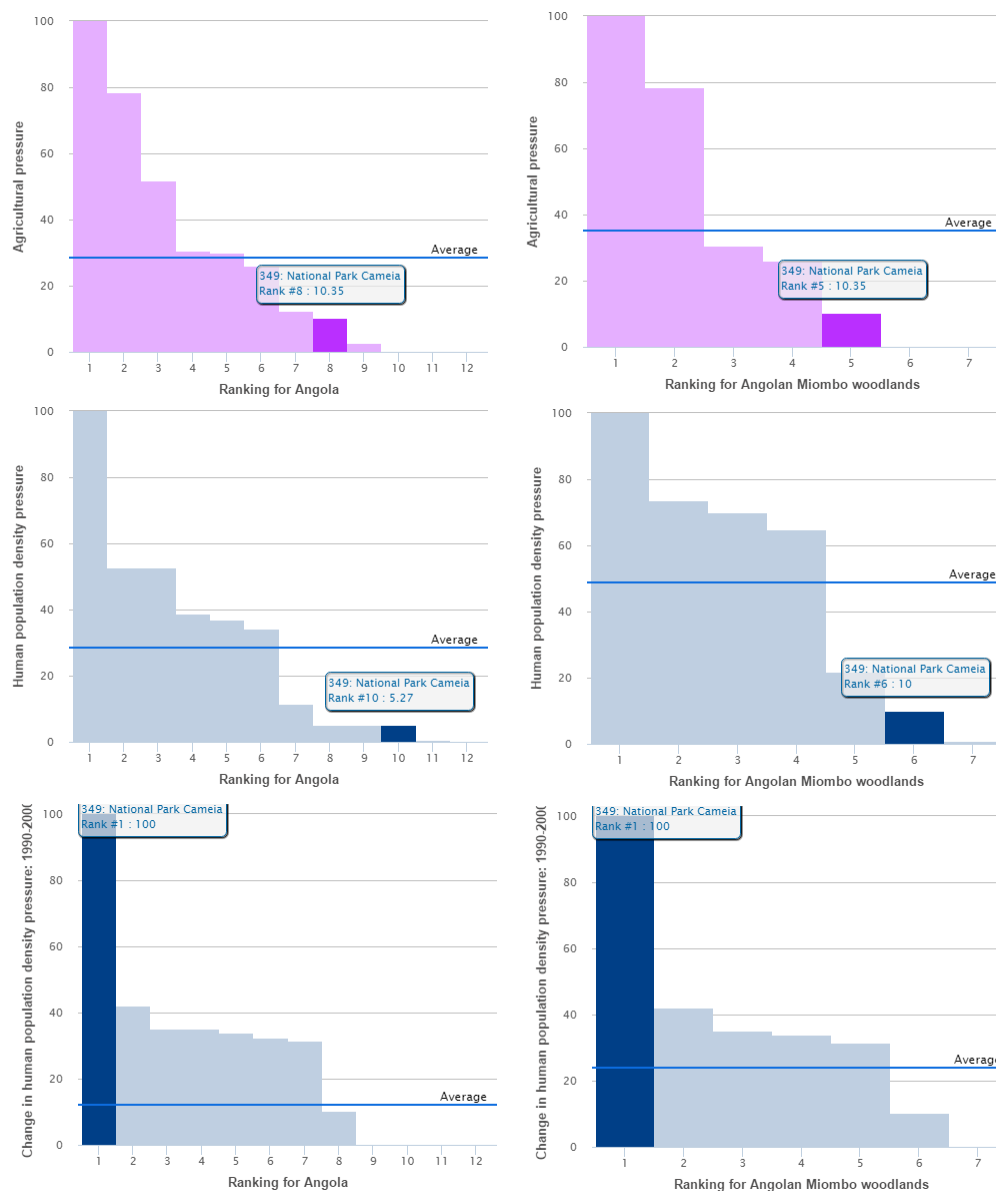 100
80
60
40
20
0
Agricultural pressure
Average
349: National Park Cameia
Rank #8 : 10.35
1 2 3 4 5 6 7 8 9 10 11 12
Ranking for Angola
100
80
60
40
20
0
Agricultural pressure
Average
349: National Park Cameia
Rank #5 : 10.35
1 2 3 4 5 6 7
Ranking for Angolan Miombo woodlands
100
80
60
40
20
0
Human population density pressure
Average
349: National Park Cameia
Rank #10 : 5.27
1 2 3 4 5 6 7 8 9 10 11 12
Ranking for Angola
100
80
60
40
20
0
Human population density pressure
Average
349: National Park Cameia
Rank #6 : 10
1 2 3 4 5 6 7
Ranking for Angolan Miombo woodlands
349: National Park Cameia
Rank #1 : 100
100
80
60
40
20
0
Change in human population density pressure: 1990-2000
Average
1 2 3 4 5 6 7 8 9 10 11 12
Ranking for Angola
349: National Park Cameia
Rank #1 : 100
100
80
60
40
20
0
Change in human population density pressure: 1990-2000
Average
1 2 3 4 5 6 7
Ranking for Angolan Miombo woodlands